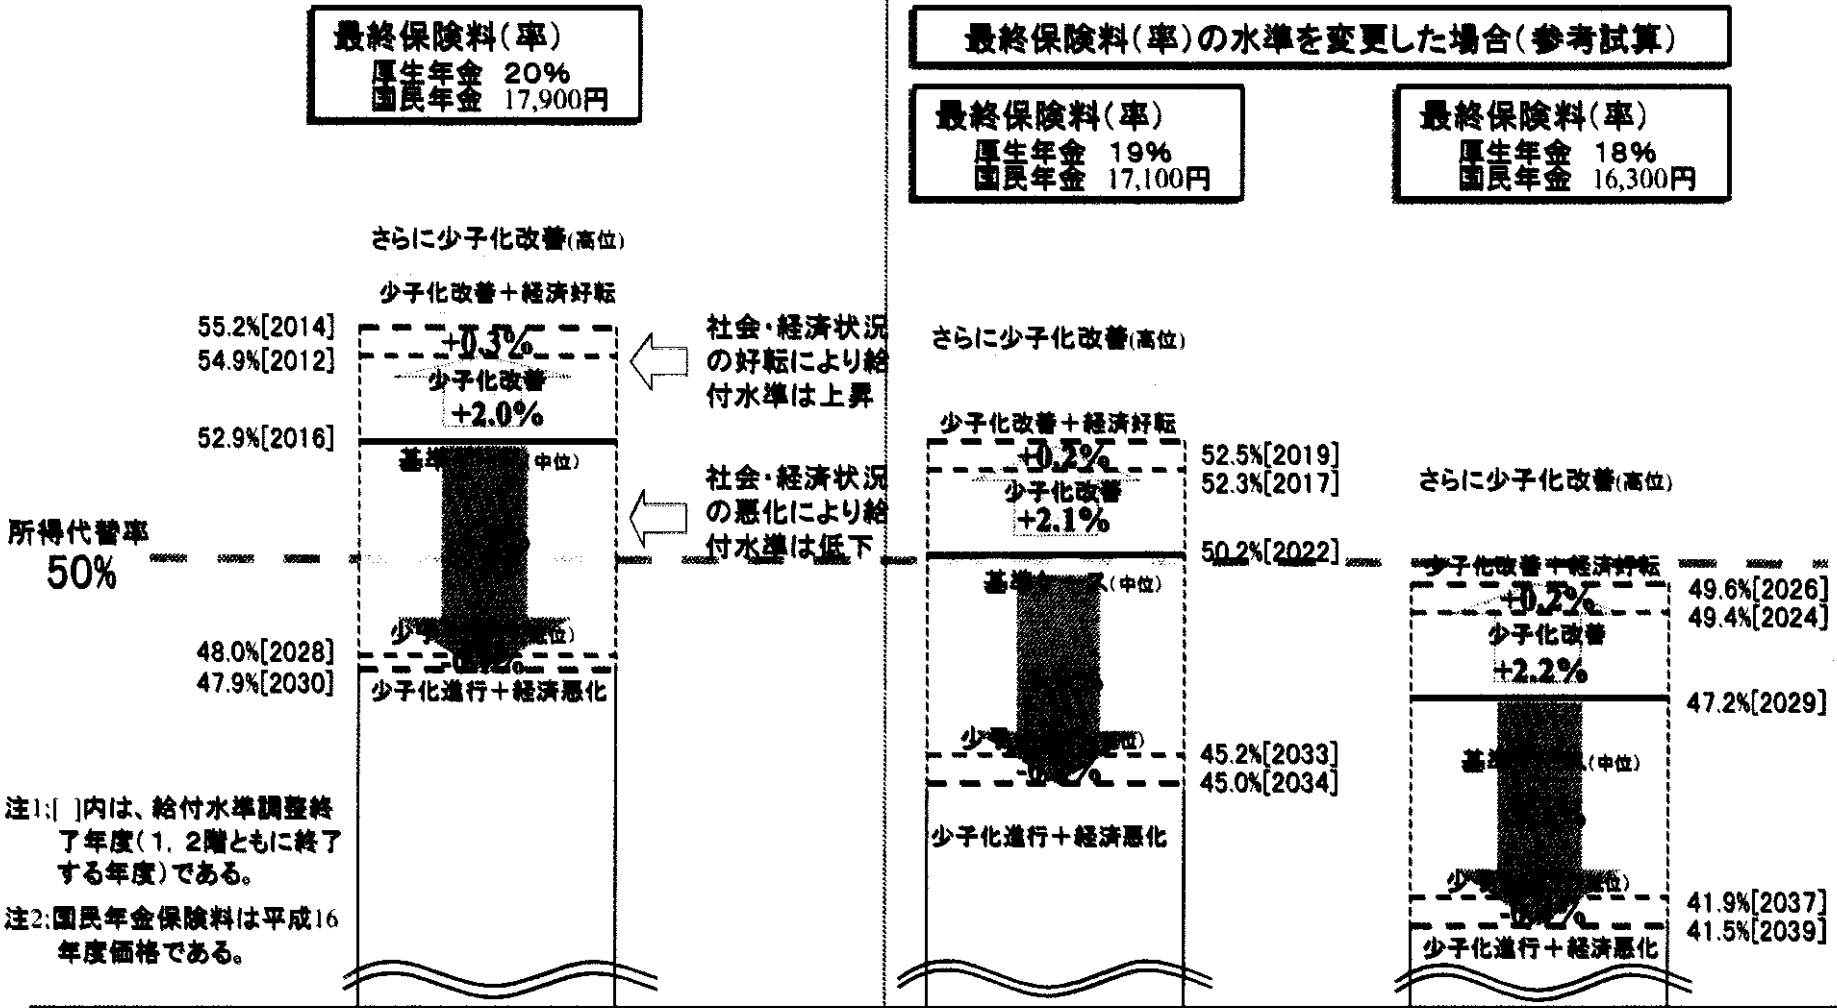 最終保険料(率)
厚生年金 20%
国民年金 17,900円
最終保険料(率)の水準を変更した場合(参考試算)
最終保険料(率)
厚生年金 19%
国民年金 17,100円
最終保険料(率)
厚生年金 18%
国民年金 16,300円
さらに少子化改善(高位)
少子化改善+経済好転
55.2%[2014]
+0.3%
54.9%[2012]
少子化改善
+2.0%
52.9%[2016]
中位)
48.0%[2028]
47.9%[2030]
少子化進行+経済悪化
社会・経済状況
の好転により給
付水準は上昇
社会・経済状況
の悪化により給
付水準は低下
所得代替率
50%
さらに少子化改善(高位)
少子化改善+経済好転
+0.2%
52.5%[2019]
52.3%[2017]
少子化改善
+2.1%
50.2%[2022]
(中位)
45.2%[2033]
45.0%[2034]
少子化進行+経済悪化
さらに少子化改善(高位)
少子化改善+経済好転
+0.2%
49.6%[2026]
49.4%[2024]
少子化改善
+2.2%
47.2%[2029]
(中位)
41.9%[2037]
41.5%[2039]
少子化進行+経済悪化
注1;[ ]内は、給付水準調整終
了年度(1, 2階ともに終了
する年度)である。
注2;国民年金保険料は平成16
年度価格である。